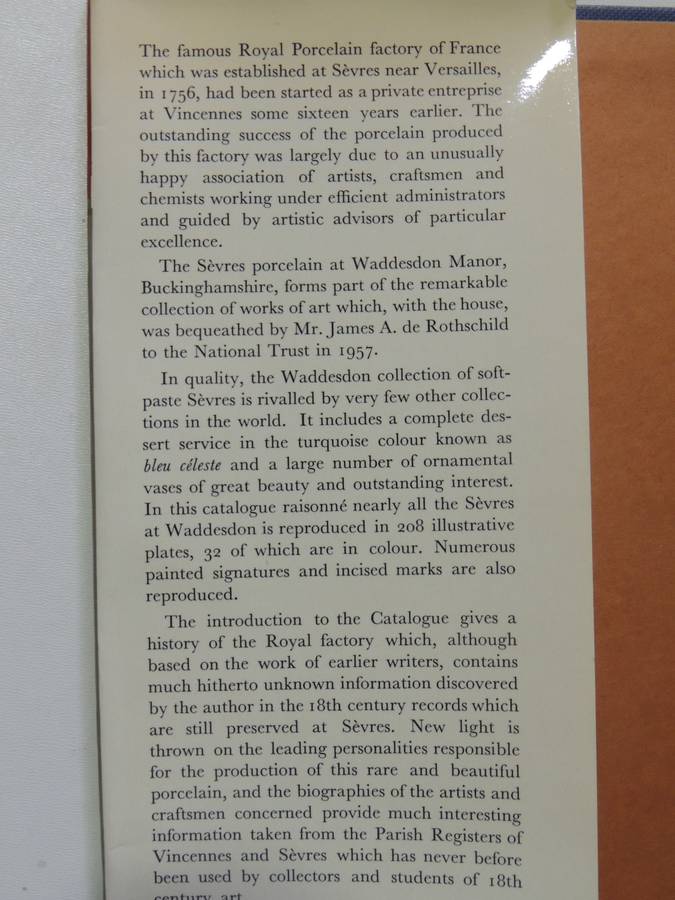 The famous Royal Porcelain factory of France
which was established at Sèvres near Versailles,
in 1756, had been started as a private entreprise
at Vincennes some sixteen years earlier. The
outstanding success of the porcelain produced
by this factory was largely due to an unusually
happy association of artists, craftsmen and
chemists working under efficient administrators
and guided by artistic advisors of particular
excellence.
The Sèvres porcelain at Waddesdon Manor,
Buckinghamshire, forms part of the remarkable
collection of works of art which, with the house,
was bequeathed by Mr. James A. de Rothschild
to the National Trust in 1957.
In quality, the Waddesdon collection of soft-
paste Sèvres is rivalled by very few other collec-
tions in the world. It includes a complete des-
sert service in the turquoise colour known as
bleu céleste and a large number of ornamental
vases of great beauty and outstanding interest.
In this catalogue raisonné nearly all the Sèvres
at Waddesdon is reproduced in 208 illustrative
plates, 32 of which are in colour. Numerous
painted signatures and incised marks are also
reproduced.
The introduction to the Catalogue gives a
history of the Royal factory which, although
based on the work of earlier writers, contains
much hitherto unknown information discovered
by the author in the 18th century records which
are still preserved at Sèvres. New light is
thrown on the leading personalities responsible
for the production of this rare and beautiful
porcelain, and the biographies of the artists and
craftsmen concerned provide much interesting
information taken from the Parish Registers of
Vincennes and Sèvres which has never before
been used by collectors and students of 18th
century art